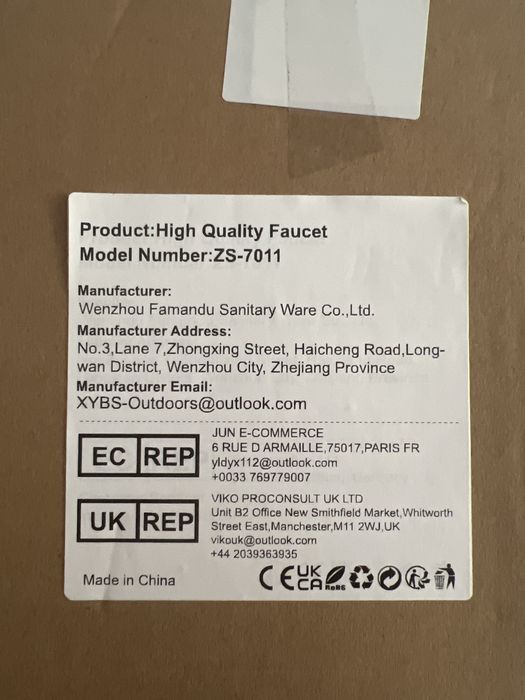 Product:High Quality Faucet
Model Number:ZS-7011
Manufacturer:
Wenzhou Famandu Sanitary Ware Co.,Ltd.
Manufacturer Address:
No.3,Lane 7,Zhongxing Street, Haicheng Road,Long-
wan District, Wenzhou City, Zhejiang Province
Manufacturer Email:
XYBS-Outdoors@outlook.com
EC REP
JUN E-COMMERCE
6 RUE D ARMAILLE,75017,PARIS FR
yldyx112@outlook.com
+0033 769779007
UK REP
VIKO PROCONSULT UK LTD
Unit B2 Office New Smithfield Market,Whitworth
Street East,Manchester,M11 2WJ,UK
vikouk@outlook.com
+44 2039363935
Made in China
CE UK
CA RoHS